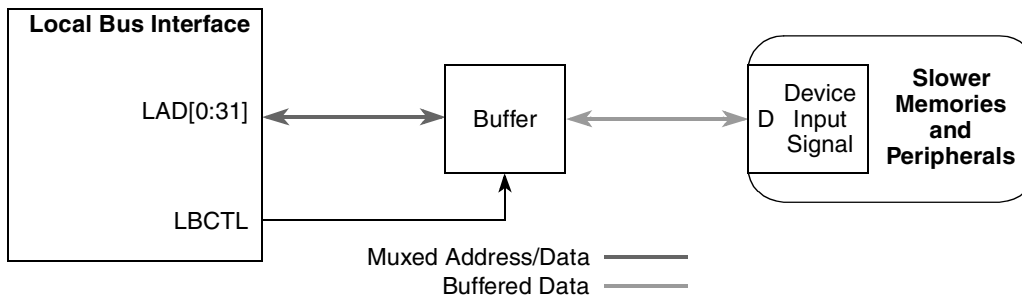 Local Bus Interface
LAD[0:31]
LBCTL
Buffer
D
Device
Input
Signal
Slower
Memories
and
Peripherals
Muxed Address/Data
Buffered Data